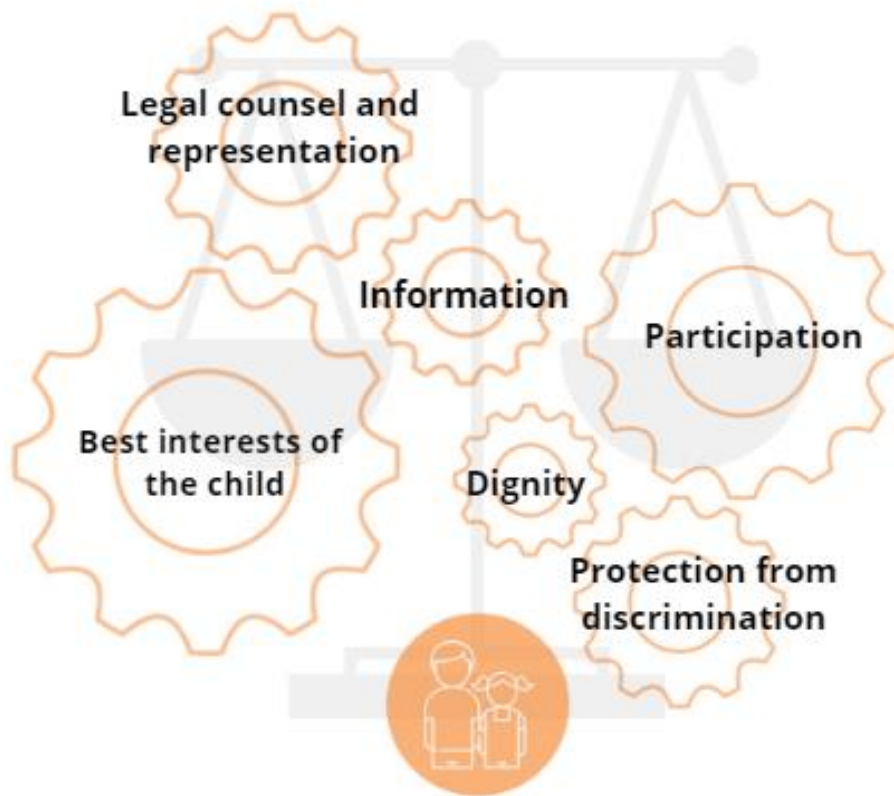 Legal counsel and
representation
Information
Participation
Best interests of
the child
Dignity
Protection from
discrimination